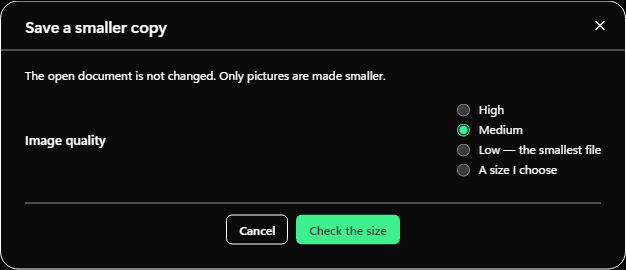 Save a smaller copy
The open document is not changed. Only pictures are made smaller.
Image quality
High
Medium
Low — the smallest file
A size I choose
Cancel
Check the size